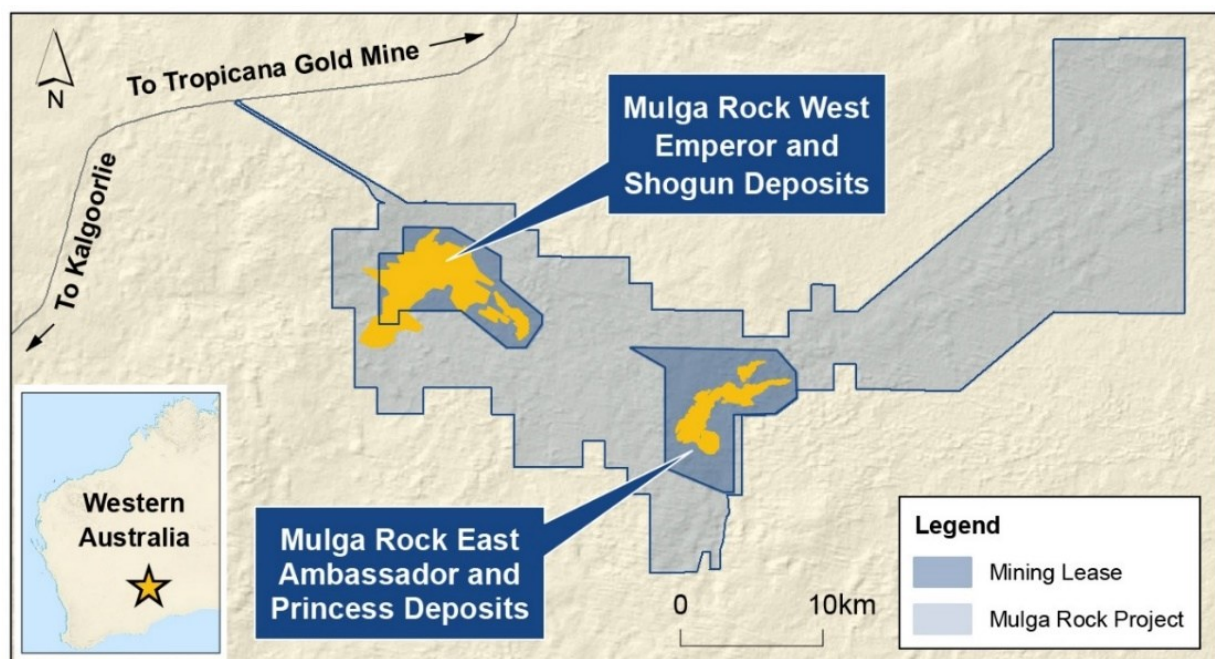 N
To Tropicana Gold Mine
To Kalgoorlie
Mulga Rock West
Emperor and
Shogun Deposits
Mulga Rock East
Ambassador and
Princess Deposits
Western
Australia
0 10km
Legend
Mining Lease
Mulga Rock Project